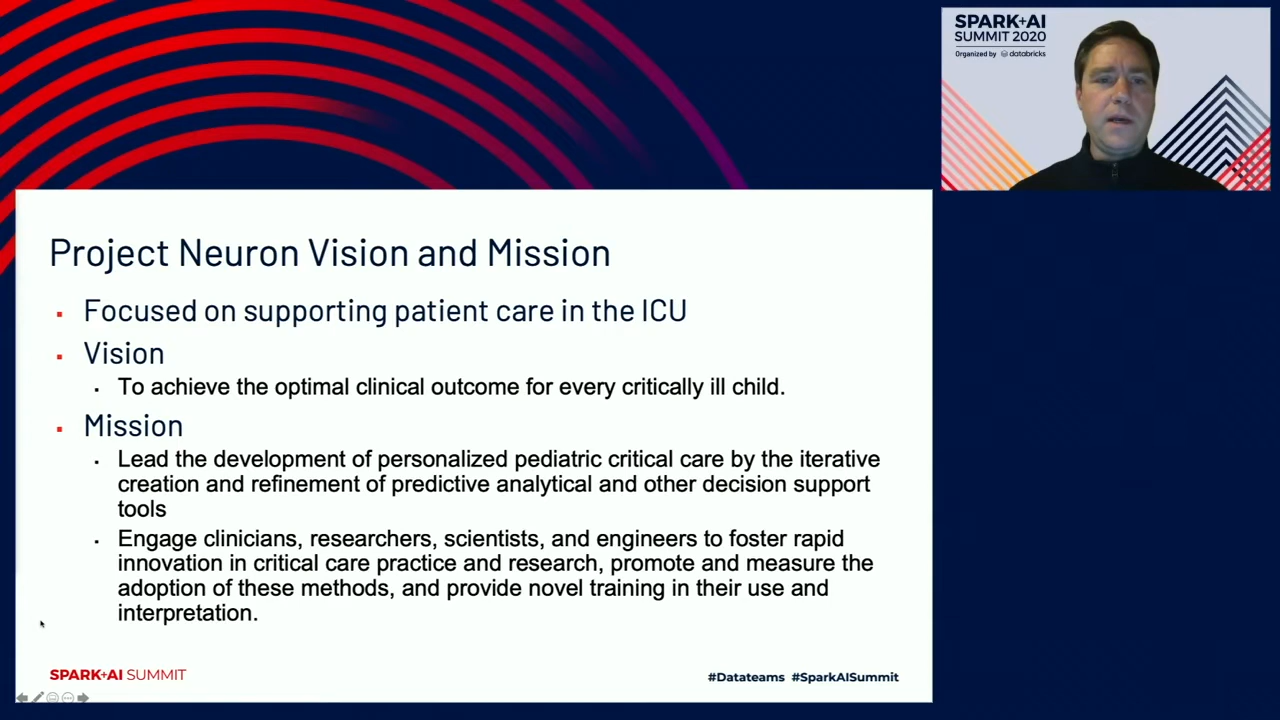 SPARK+AI
SUMMIT 2020
Organized by databricks
Project Neuron Vision and Mission
Focused on supporting patient care in the ICU
Vision
To achieve the optimal clinical outcome for every critically ill child.
Mission
Lead the development of personalized pediatric critical care by the iterative
creation and refinement of predictive analytical and other decision support
tools
Engage clinicians, researchers, scientists, and engineers to foster rapid
innovation in critical care practice and research, promote and measure the
adoption of these methods, and provide novel training in their use and
interpretation.
SPARK+AI SUMMIT
#Datateams #SparkAISummit